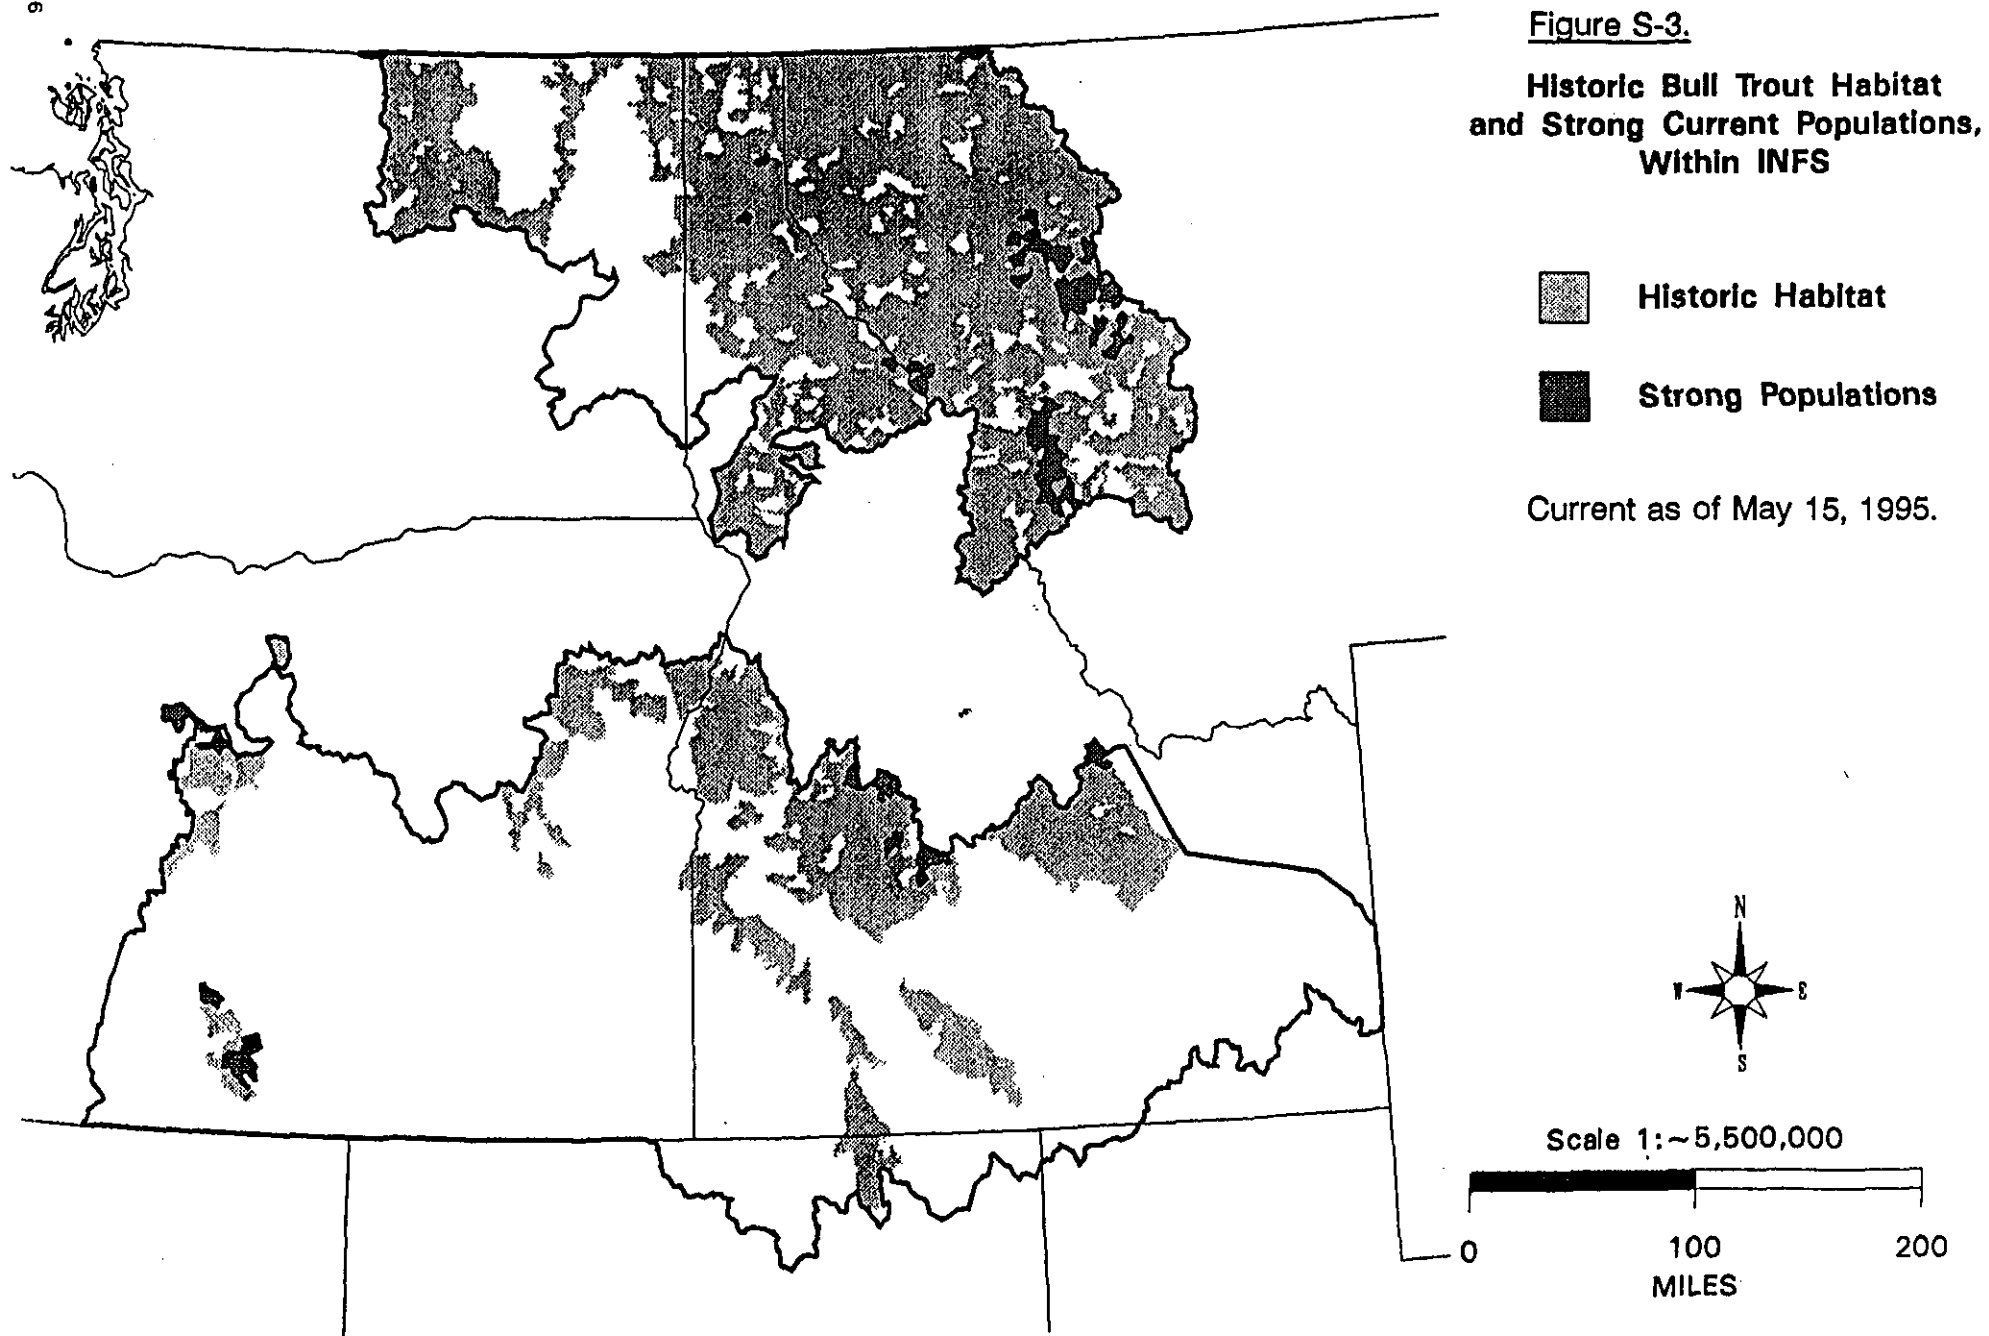 6
Figure S-3.
Historic Bull Trout Habitat
and Strong Current Populations,
Within INFS
Historic Habitat
Strong Populations
Current as of May 15, 1995.
N
W E
S
Scale 1:~5,500,000
0 100 200
MILES